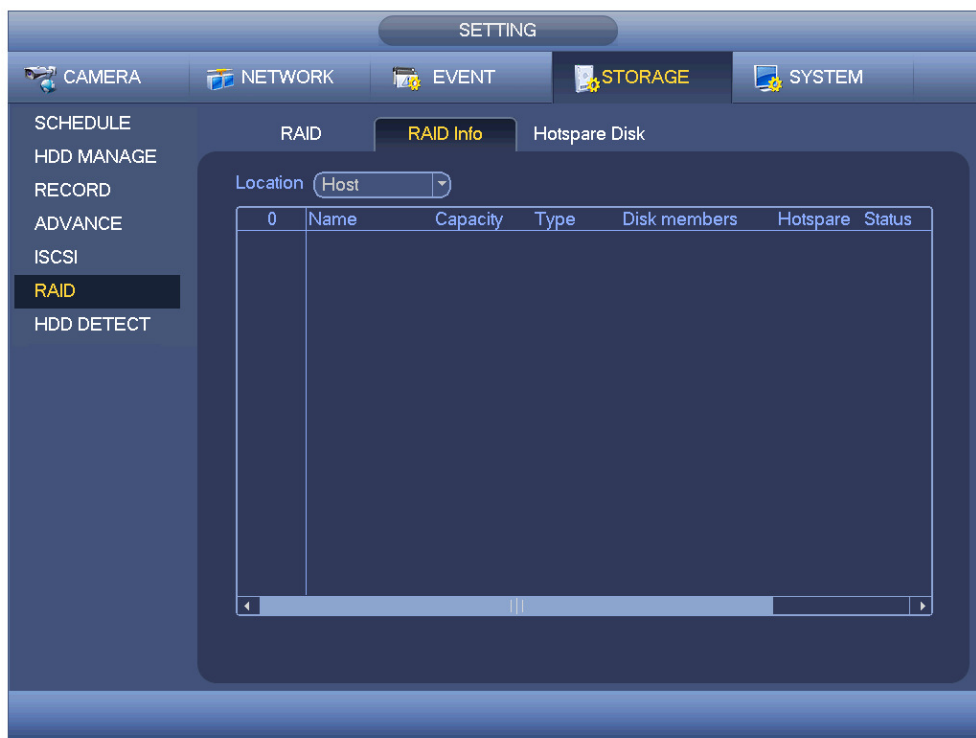 SETTING
CAMERA NETWORK EVENT STORAGE SYSTEM
SCHEDULE
HDD MANAGE
RECORD
ADVANCE
ISCSI
RAID
HDD DETECT
RAID RAID Info Hotspare Disk
Location Host
0 Name Capacity Type Disk members Hotspare Status